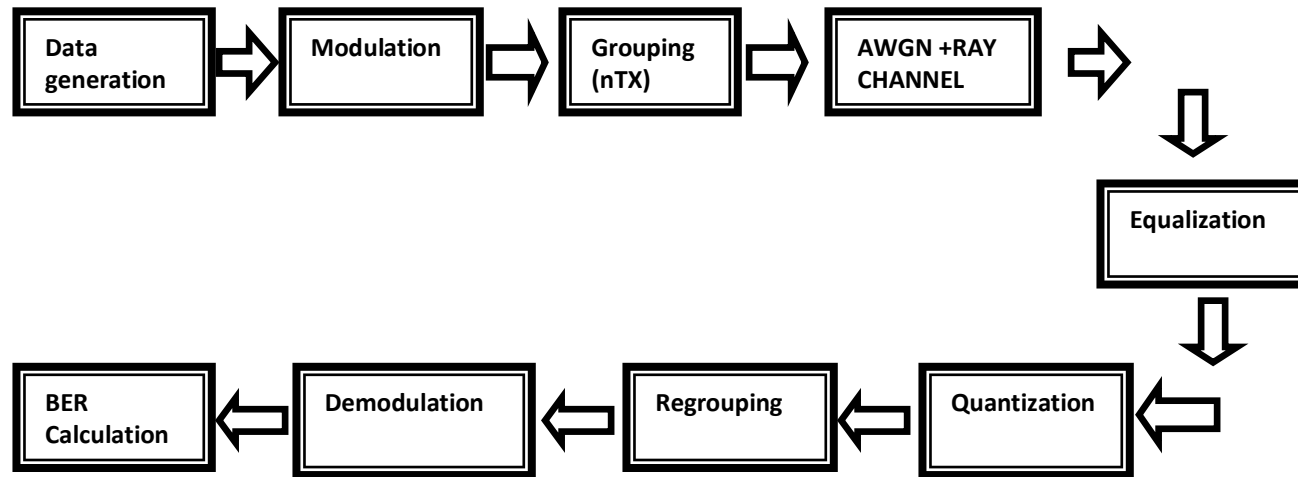 Data
generation
Modulation
Grouping
(nTX)
AWGN +RAY
CHANNEL
Equalization
Quantization
Regrouping
Demodulation
BER
Calculation